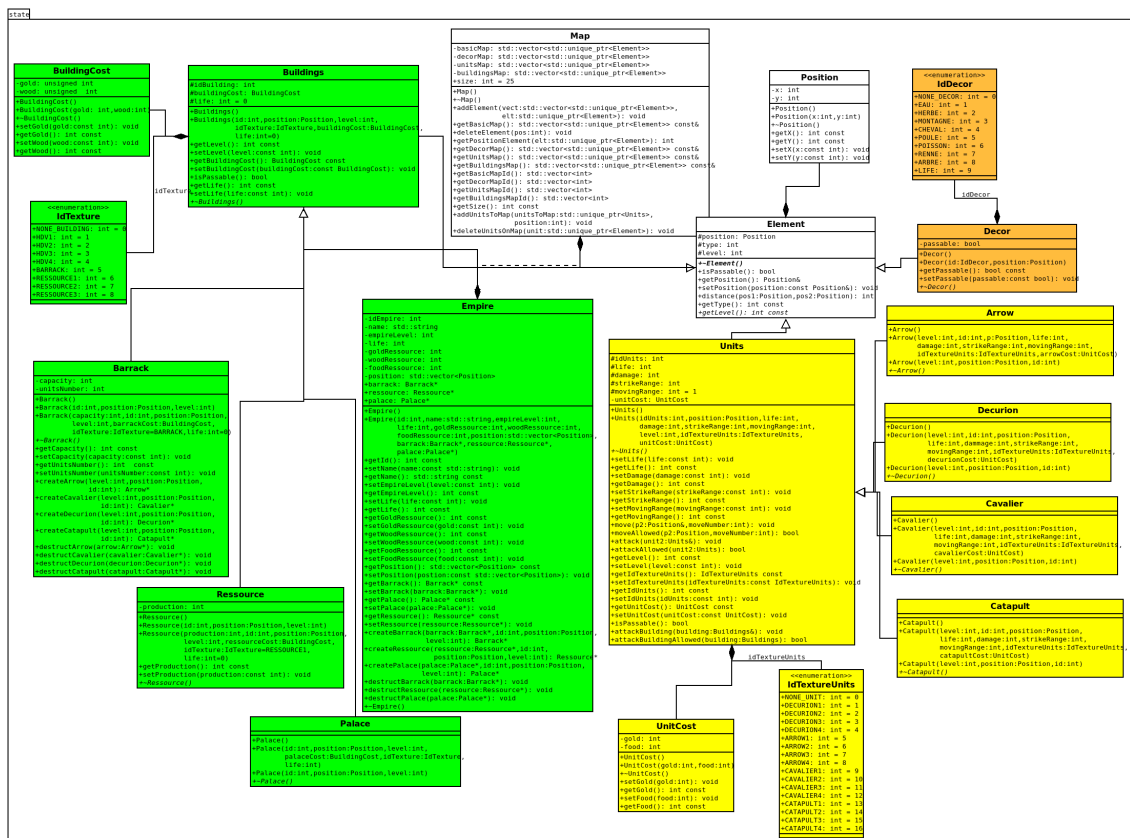 state
BuildingCost
-gold: unsigned int
-wood: unsigned int
+BuildingCost()
+BuildingCost(gold: int,wood:int)
+~BuildingCost()
+setGold(gold:const int): void
+getGold(): int const
+setWood(wood:const int): void
+getWood(): int const
Buildings
#idBuilding: int
#buildingCost: BuildingCost
#life: int = 0
+Buildings()
+Buildings(id:int,position:Position,level:int,
idTexture:IdTexture,buildingCost:BuildingCost,
life:int=0)
+getLevel(): int const
+setLevel(level:const int): void
+getBuildingCost(): BuildingCost const
+setBuildingCost(buildingCost:const BuildingCost): void
+isPassable(): bool
+getLife(): int const
+setLife(life:const int): void
+~Buildings()
idTexture
<<enumeration>>
IdTexture
+NONE_BUILDING: int = 0
+HDV1: int = 1
+HDV2: int = 2
+HDV3: int = 3
+HDV4: int = 4
+BARRACK: int = 5
+RESSOURCE1: int = 6
+RESSOURCE2: int = 7
+RESSOURCE3: int = 8
Map
-basicMap: std::vector<std::unique_ptr<Element>>
-decorMap: std::vector<std::unique_ptr<Element>>
-unitsMap: std::vector<std::unique_ptr<Element>>
-buildingsMap: std::vector<std::unique_ptr<Element>>
+size: int = 25
+Map()
+~Map()
+addElement(vect:std::vector<std::unique_ptr<Element>>,
elt:std::unique_ptr<Element>): void
+getBasicMap(): std::vector<std::unique_ptr<Element>> const&
+deleteElement(pos:int): void
+getPositionElement(elt:std::unique_ptr<Element>): int
+getDecorMap(): std::vector<std::unique_ptr<Element>> const&
+getUnitsMap(): std::vector<std::unique_ptr<Element>> const&
+getBuildingsMap(): std::vector<std::unique_ptr<Element>> const&
+getBasicMapId(): std::vector<int>
+getDecorMapId(): std::vector<int>
+getUnitsMapId(): std::vector<int>
+getBuildingsMapId(): std::vector<int>
+getSize(): int const
+addUnitsToMap(unitsToMap:std::unique_ptr<Units>,
position:int): void
+deleteUnitsOnMap(unit:std::unique_ptr<Element>): void
Position
-x: int
-y: int
+Position()
+Position(x:int,y:int)
+~Position()
+getX(): int const
+getY(): int const
+setX(x:const int): void
+setY(y:const int): void
<<enumeration>>
IdDecor
+NONE_DECOR: int = 0
+EAU: int = 1
+HERBE: int = 2
+MONTAGNE: int = 3
+CHEVAL: int = 4
+POULE: int = 5
+POISSON: int = 6
+RENNE: int = 7
+ARBRE: int = 8
+LIFE: int = 9
idDecor
Element
#position: Position
#type: int
#level: int
+~Element()
+isPassable(): bool
+getPosition(): Position&
+setPosition(position:const Position&): void
+distance(pos1:Position,pos2:Position): int
+getType(): int const
+getLevel(): int const
Decor
-passable: bool
+Decor()
+Decor(id:IdDecor,position:Position)
+getPassable(): bool const
+setPassable(passable:const bool): void
+~Decor()
Empire
-idEmpire: int
-name: std::string
-empireLevel: int
-life: int
-goldRessource: int
-woodRessource: int
-foodRessource: int
-position: std::vector<Position>
+barrack: Barrack*
+ressource: Ressource*
+palace: Palace*
+Empire()
+Empire(id:int,name:std::string,empireLevel:int,
life:int,goldRessource:int,woodRessource:int,
foodRessource:int,position:std::vector<Position>,
barrack:Barrack*,ressource:Ressource*,
palace:Palace*)
+getId(): int const
+setName(name:const std::string): void
+getName(): std::string const
+setEmpireLevel(level:const int): void
+getEmpireLevel(): int const
+setLife(life:const int): void
+getLife(): int const
+getGoldRessource(): int const
+setGoldRessource(gold:const int): void
+getWoodRessource(): int const
+setWoodRessource(wood:const int): void
+getFoodRessource(): int const
+setFoodRessource(food:const int): void
+getPosition(): std::vector<Position> const
+setPosition(postion:const std::vector<Position>): void
+getBarrack(): Barrack* const
+setBarrack(barrack:Barrack*): void
+getPalace(): Palace* const
+setPalace(palace:Palace*): void
+getRessource(): Ressource* const
+setRessource(ressource:Ressource*): void
+createBarrack(barrack:Barrack*,id:int,position:Position,
level:int): Barrack*
+createRessource(ressource:Ressource*,id:int,
position:Position,level:int): Ressource*
+createPalace(palace:Palace*,id:int,position:Position,
level:int): Palace*
+destructBarrack(barrack:Barrack*): void
+destructRessource(ressource:Ressource*): void
+destructPalace(palace:Palace*): void
+~Empire()
Barrack
-capacity: int
-unitsNumber: int
+Barrack()
+Barrack(id:int,position:Position,level:int)
+Barrack(capacity:int,id:int,position:Position,
level:int,barrackCost:BuildingCost,
idTexture:IdTexture=BARRACK,life:int=0)
+~Barrack()
+getCapacity(): int const
+setCapacity(capacity:const int): void
+getUnitsNumber(): int const
+setUnitsNumber(unitsNumber:const int): void
+createArrow(level:int,position:Position,
id:int): Arrow*
+createCavalier(level:int,position:Position,
id:int): Cavalier*
+createDecurion(level:int,position:Position,
id:int): Decurion*
+createCatapult(level:int,position:Position,
id:int): Catapult*
+destructArrow(arrow:Arrow*): void
+destructCavalier(cavalier:Cavalier*): void
+destructDecurion(decurion:Decurion*): void
+destructCatapult(catapult:Catapult*): void
Ressource
-production: int
+Ressource()
+Ressource(id:int,position:Position,level:int)
+Ressource(production:int,id:int,position:Position,
level:int,ressourceCost:BuildingCost,
idTexture:IdTexture=RESSOURCE1,
life:int=0)
+getProduction(): int const
+setProduction(production:const int): void
+~Ressource()
Palace
+Palace()
+Palace(id:int,position:Position,level:int,
palaceCost:BuildingCost,idTexture:IdTexture,
life:int)
+Palace(id:int,position:Position,level:int)
+~Palace()
Units
#idUnits: int
#life: int
#damage: int
#strikeRange: int
#movingRange: int = 1
-unitCost: UnitCost
+Units()
+Units(idUnits:int,position:Position,life:int,
damage:int,strikeRange:int,movingRange:int,
level:int,idTextureUnits:IdTextureUnits,
unitCost:UnitCost)
+~Units()
+setLife(life:const int): void
+getLife(): int const
+setDamage(damage:const int): void
+getDamage(): int const
+setStrikeRange(strikeRange:const int): void
+getStrikeRange(): int const
+setMovingRange(movingRange:const int): void
+getMovingRange(): int const
+move(p2:Position&,moveNumber:int): void
+moveAllowed(p2:Position,moveNumber:int): bool
+attack(unit2:Units&): void
+attackAllowed(unit2:Units): bool
+getLevel(): int const
+setLevel(level:const int): void
+getIdTextureUnits(): IdTextureUnits const
+setIdTextureUnits(idTextureUnits:const IdTextureUnits): void
+getIdUnits(): int const
+setIdUnits(idUnits:const int): void
+getUnitCost(): UnitCost const
+setUnitCost(unitCost:const UnitCost): void
+isPassable(): bool
+attackBuilding(building:Buildings&): void
+attackBuildingAllowed(building:Buildings): bool
idTextureUnits
UnitCost
-gold: int
-food: int
+UnitCost()
+UnitCost(gold:int,food:int)
+~UnitCost()
+setGold(gold:int): void
+getGold(): int const
+setFood(food:int): void
+getFood(): int const
<<enumeration>>
IdTextureUnits
+NONE_UNIT: int = 0
+DECURION1: int = 1
+DECURION2: int = 2
+DECURION3: int = 3
+DECURION4: int = 4
+ARROW1: int = 5
+ARROW2: int = 6
+ARROW3: int = 7
+ARROW4: int = 8
+CAVALIER1: int = 9
+CAVALIER2: int = 10
+CAVALIER3: int = 11
+CAVALIER4: int = 12
+CATAPULT1: int = 13
+CATAPULT2: int = 14
+CATAPULT3: int = 15
+CATAPULT4: int = 16
Arrow
+Arrow()
+Arrow(level:int,id:int,p:Position,life:int,
damage:int,strikeRange:int,movingRange:int,
idTextureUnits:IdTextureUnits,arrowCost:UnitCost)
+Arrow(level:int,position:Position,id:int)
+~Arrow()
Decurion
+Decurion()
+Decurion(level:int,id:int,position:Position,
life:int,dammage:int,strikeRange:int,
movingRange:int,idTextureUnits:IdTextureUnits,
decurionCost:UnitCost)
+Decurion(level:int,position:Position,id:int)
+~Decurion()
Cavalier
+Cavalier()
+Cavalier(level:int,id:int,position:Position,
life:int,damage:int,strikeRange:int,
movingRange:int,idTextureUnits:IdTextureUnits,
cavalierCost:UnitCost)
+Cavalier(level:int,position:Position,id:int)
+~Cavalier()
Catapult
+Catapult()
+Catapult(level:int,id:int,position:Position,
life:int,damage:int,strikeRange:int,
movingRange:int,idTextureUnits:IdTextureUnits,
catapultCost:UnitCost)
+Catapult(level:int,position:Position,id:int)
+~Catapult()